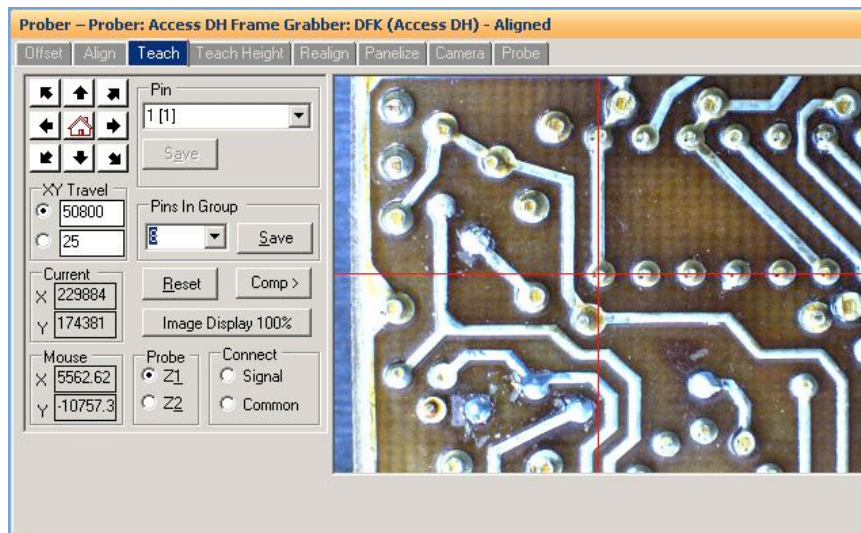 Prober – Prober: Access DH Frame Grabber: DFK (Access DH) - Aligned
Offset Align Teach Teach Height Realign Panelize Camera Probe
Pin
1 [1]
Save
XY Travel
50800
25
Pins In Group
8
Save
Current
X 229884
Y 174381
Reset
Comp >
Image Display 100%
Mouse
X 5562.62
Y -10757.3
Probe
Z1
Z2
Connect
Signal
Common